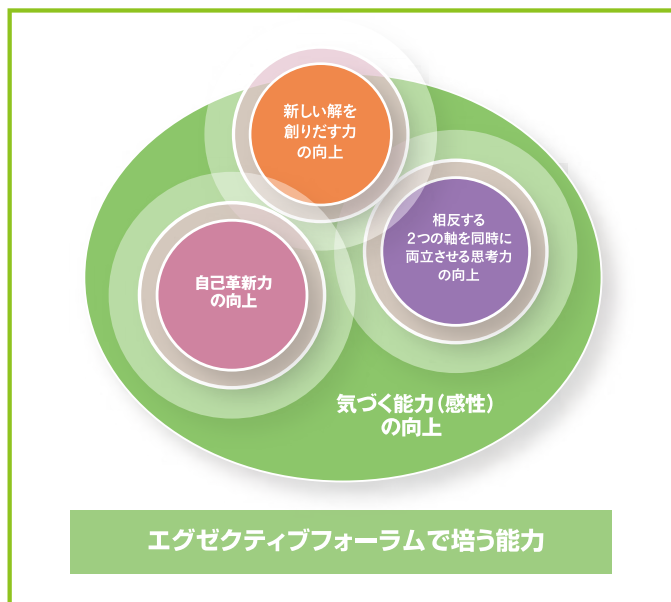 新しい解を
創りだす力
の向上
相反する
2つの軸を同時に
両立させる思考力
の向上
自己革新力
の向上
気づく能力（感性）
の向上
エグゼクティブフォーラムで培う能力